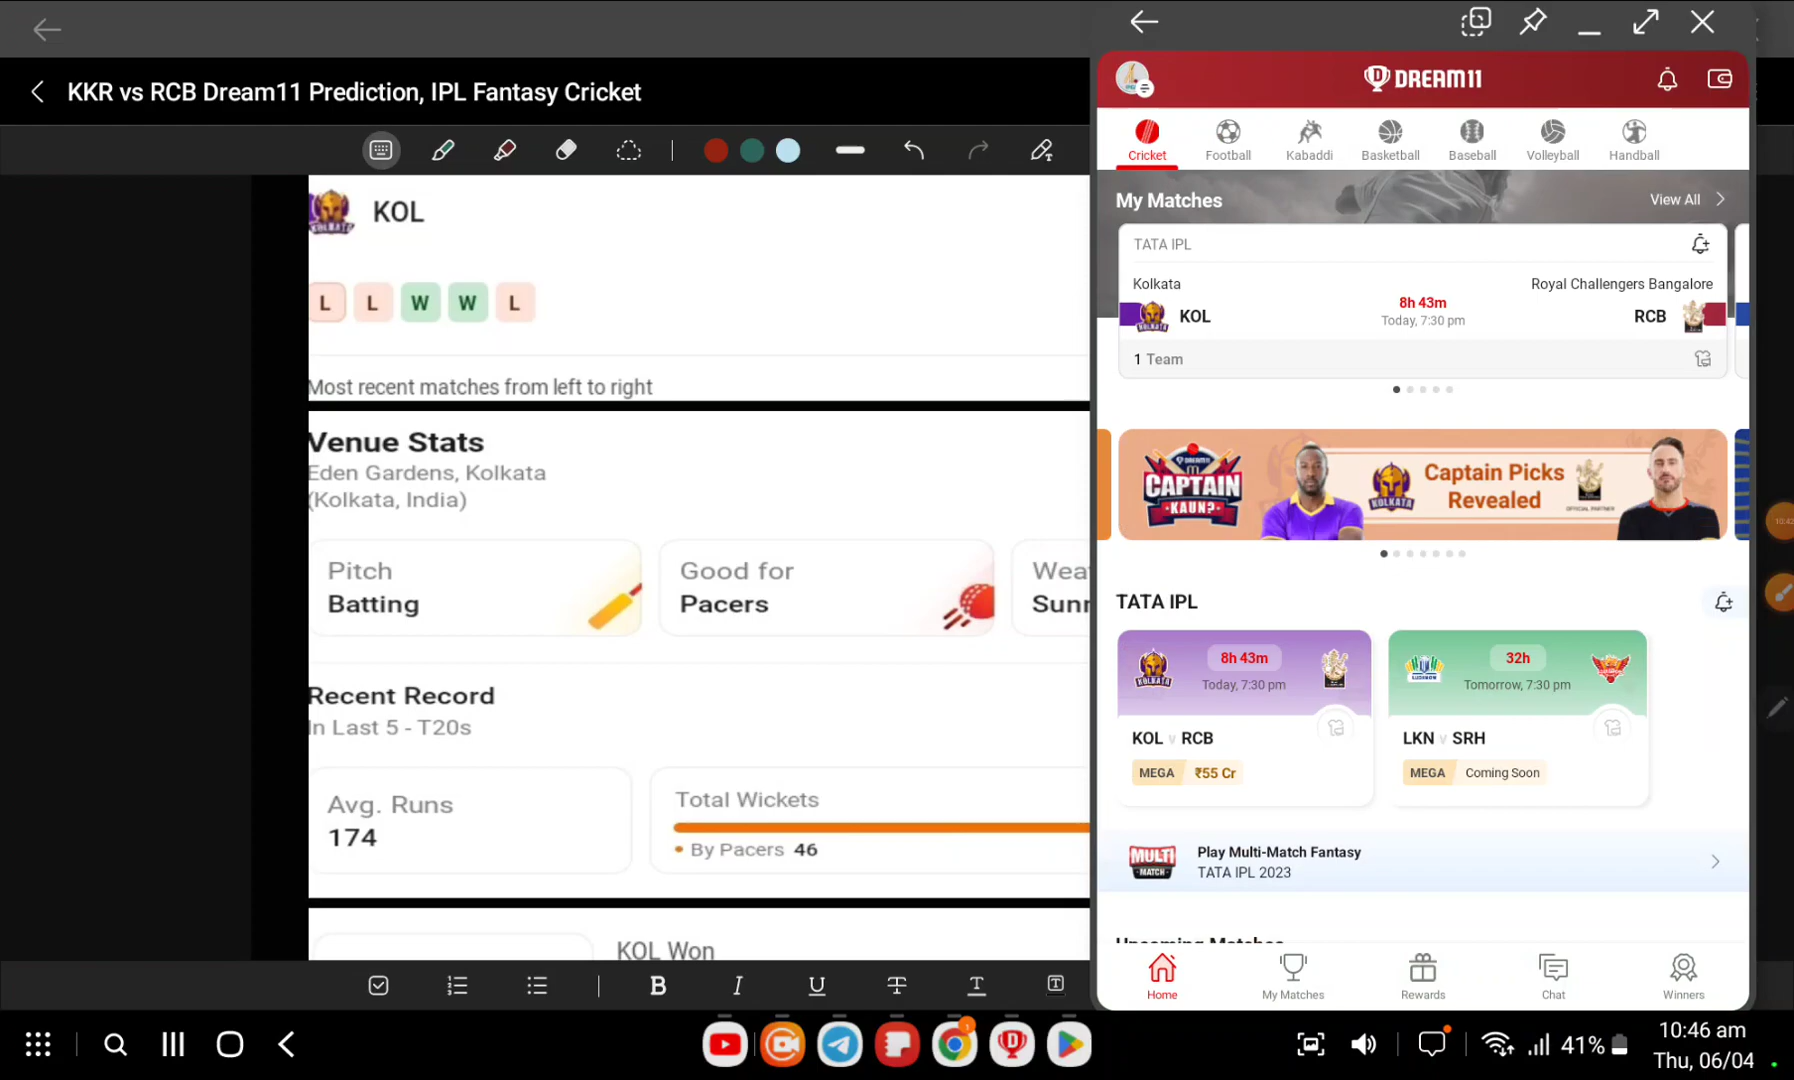 KKR vs RCB Dream11 Prediction, IPL Fantasy Cricket
KOL
L L W W L
Most recent matches from left to right
Venue Stats
Eden Gardens, Kolkata
(Kolkata, India)
Pitch
Batting
Good for
Pacers
Recent Record
In Last 5 - T20s
Avg. Runs
174
Total Wickets
By Pacers 46
KOL Won
B I U T T T
DREAM11
Cricket Football Kabaddi Basketball Baseball Volleyball Handball
My Matches
View All
TATA IPL
Kolkata
Royal Challengers Bangalore
KOL
8h 43m
Today, 7:30 pm
RCB
1 Team
DREAM11
CAPTAIN
KAUN?
Captain Picks
Revealed
TATA IPL
8h 43m
Today, 7:30 pm
KOL v RCB
MEGA ₹55 Cr
32h
Tomorrow, 7:30 pm
LKN v SRH
MEGA Coming Soon
MULTI
MATCH
Play Multi-Match Fantasy
TATA IPL 2023
Upcoming Matches
Home My Matches Rewards Chat Winners
41%
10:46 am
Thu, 06/04